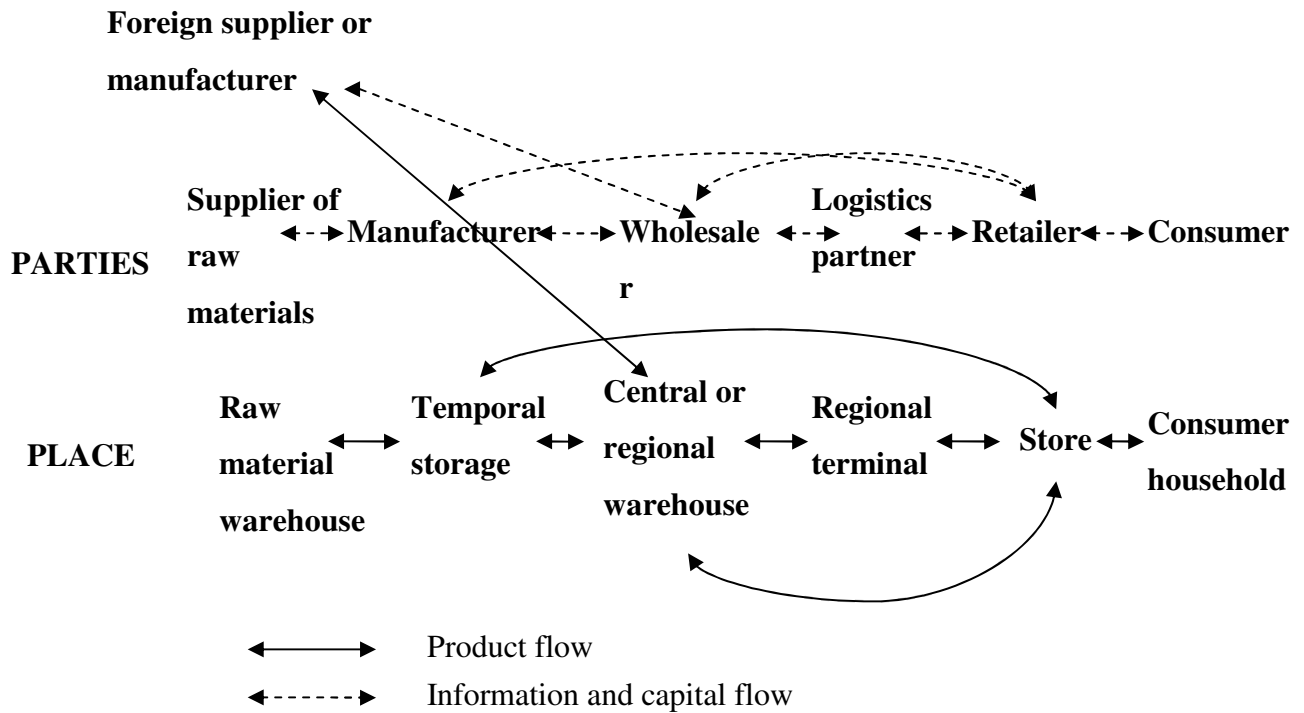 Foreign supplier or
manufacturer
PARTIES
Supplier of
raw
materials
Manufacturer
Wholesale
r
Logistics
partner
Retailer
Consumer
PLACE
Raw
material
warehouse
Temporal
storage
Central or
regional
warehouse
Regional
terminal
Store
Consumer
household
Product flow
Information and capital flow